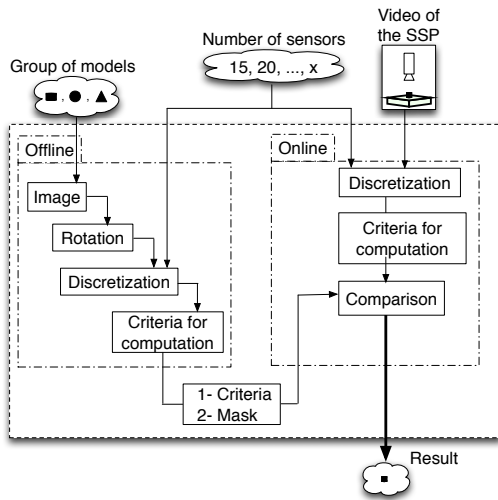 Video of
the SSP
Number of sensors
15, 20, ..., x
Group of models
Offline
Online
Image
Rotation
Discretization
Criteria for
computation
Discretization
Criteria for
computation
Comparison
1- Criteria
2- Mask
Result